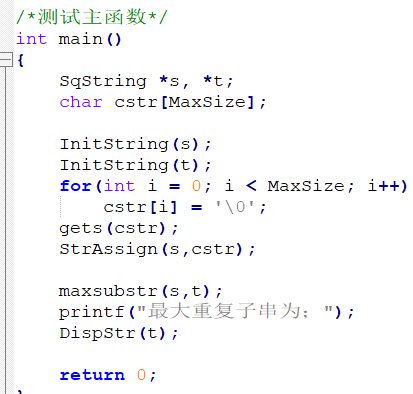 /*测试主函数*/
int main()
{
    SqString *s, *t;
    char cstr[MaxSize];
    InitString(s);
    InitString(t);
    for(int i = 0; i < MaxSize; i++)
        cstr[i] = '\0';
    gets(cstr);
    StrAssign(s,cstr);
    maxsubstr(s,t);
    printf("最大重复子串为：");
    DispStr(t);
    return 0;